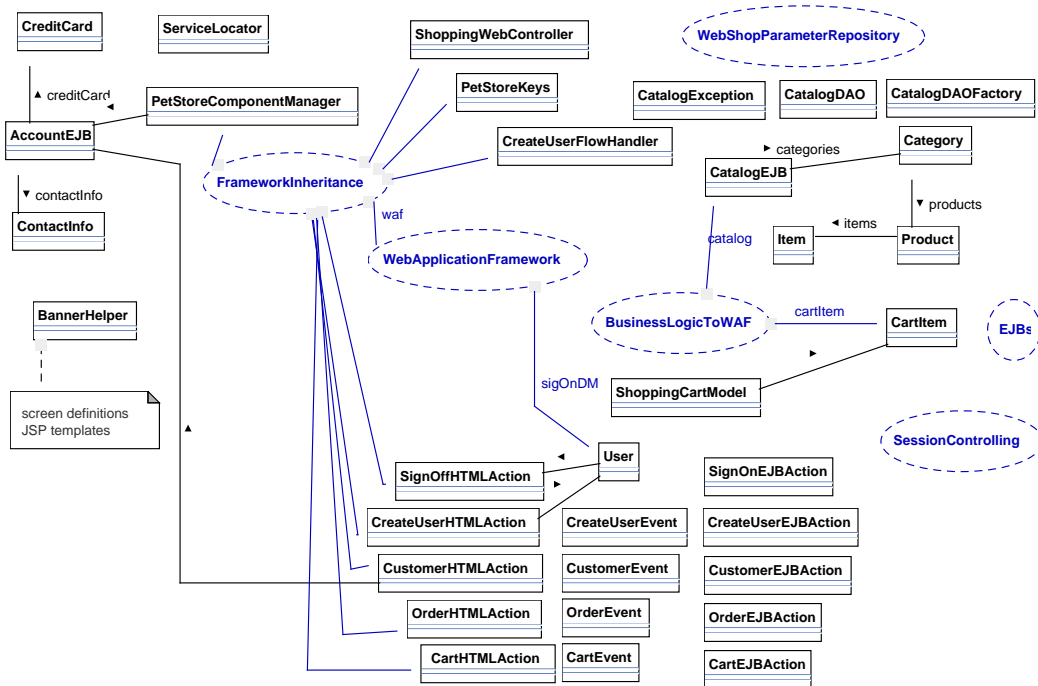 CreditCard
ServiceLocator
ShoppingWebController
WebShopParameterRepository
creditCard
PetStoreComponentManager
PetStoreKeys
CatalogException
CatalogDAO
CatalogDAOFactory
AccountEJB
CreateUserFlowHandler
categories
Category
FrameworkInheritance
CatalogEJB
contactInfo
waf
products
ContactInfo
catalog
Item
items
Product
WebApplicationFramework
BannerHelper
BusinessLogicToWAF
cartItem
CartItem
EJBs
sigOnDM
ShoppingCartModel
screen definitions
JSP templates
SessionControlling
User
SignOffHTMLAction
SignOnEJBAction
CreateUserHTMLAction
CreateUserEvent
CreateUserEJBAction
CustomerHTMLAction
CustomerEvent
CustomerEJBAction
OrderHTMLAction
OrderEvent
OrderEJBAction
CartHTMLAction
CartEvent
CartEJBAction